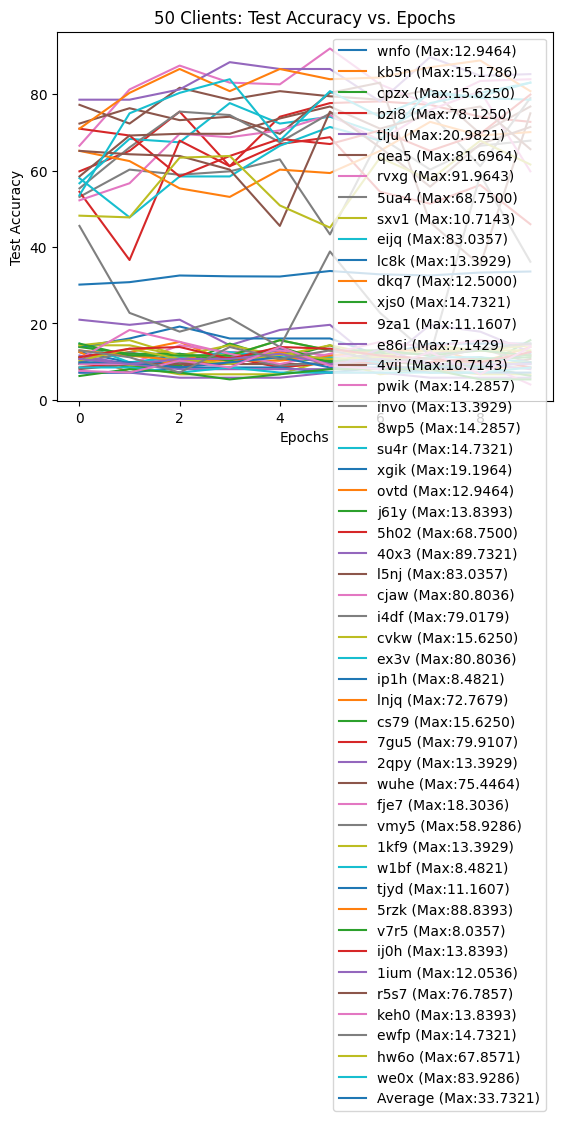 50 Clients: Test Accuracy vs. Epochs
Test Accuracy
80
60
40
20
0
0
2
4
6
8
Epochs
wnfo (Max:12.9464)
kb5n (Max:15.1786)
cpzx (Max:15.6250)
bzi8 (Max:78.1250)
tlju (Max:20.9821)
qea5 (Max:81.6964)
rvxg (Max:91.9643)
5ua4 (Max:68.7500)
sxv1 (Max:10.7143)
eijq (Max:83.0357)
lc8k (Max:13.3929)
dkq7 (Max:12.5000)
xjs0 (Max:14.7321)
9za1 (Max:11.1607)
e86i (Max:7.1429)
4vij (Max:10.7143)
pwik (Max:14.2857)
invo (Max:13.3929)
8wp5 (Max:14.2857)
su4r (Max:14.7321)
xgik (Max:19.1964)
ovtd (Max:12.9464)
j61y (Max:13.8393)
5h02 (Max:68.7500)
40x3 (Max:89.7321)
l5nj (Max:83.0357)
cjaw (Max:80.8036)
i4df (Max:79.0179)
cvkw (Max:15.6250)
ex3v (Max:80.8036)
ip1h (Max:8.4821)
lnjq (Max:72.7679)
cs79 (Max:15.6250)
7gu5 (Max:79.9107)
2qpy (Max:13.3929)
wuhe (Max:75.4464)
fje7 (Max:18.3036)
vmy5 (Max:58.9286)
1kf9 (Max:13.3929)
w1bf (Max:8.4821)
tjyd (Max:11.1607)
5rzk (Max:88.8393)
v7r5 (Max:8.0357)
ij0h (Max:13.8393)
1ium (Max:12.0536)
r5s7 (Max:76.7857)
keh0 (Max:13.8393)
ewfp (Max:14.7321)
hw6o (Max:67.8571)
we0x (Max:83.9286)
Average (Max:33.7321)